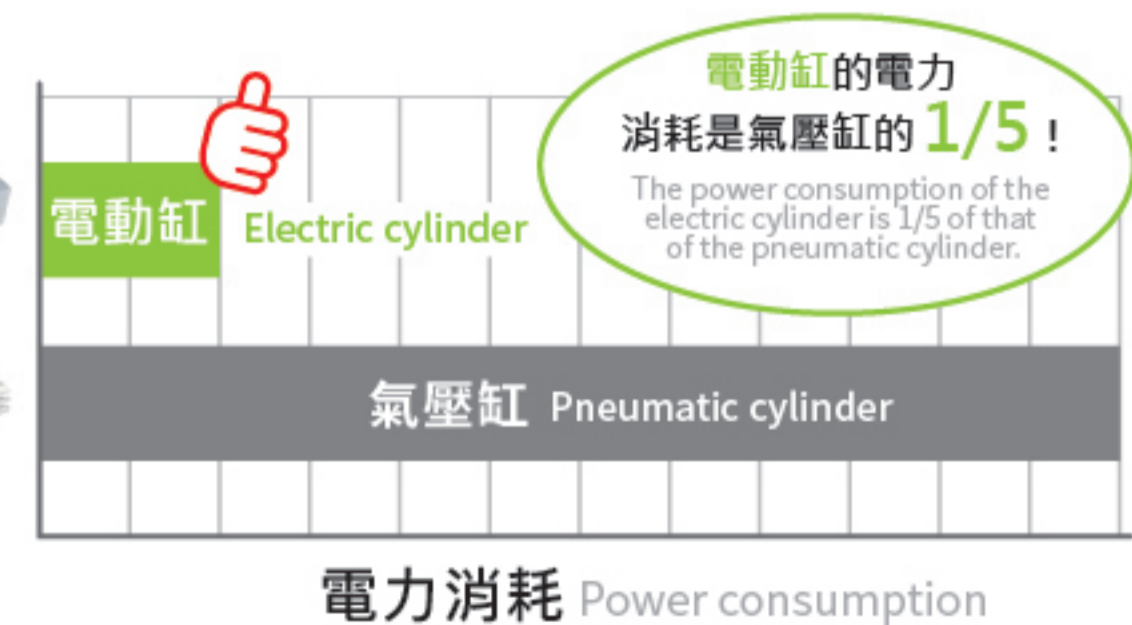 電動缸的電力
消耗是氣壓缸的 1/5！
The power consumption of the
electric cylinder is 1/5 of that
of the pneumatic cylinder.
電動缸 Electric cylinder
氣壓缸 Pneumatic cylinder
電力消耗 Power consumption